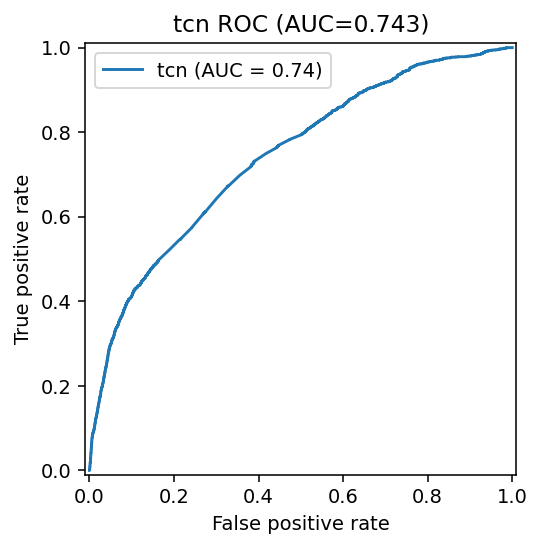 tcn ROC (AUC=0.743)
tcn (AUC = 0.74)
True positive rate
1.0
0.8
0.6
0.4
0.2
0.0
0.0 0.2 0.4 0.6 0.8 1.0
False positive rate